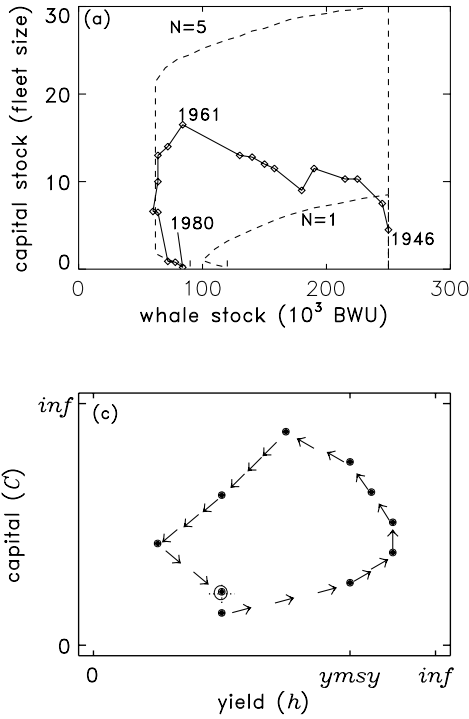 30
(a)
N=5
20
1961
10
1980
N=1
1946
0
0 100 200 300
capital stock (fleet size)
whale stock (10³ BWU)
inf
(c)
capital (C)
0
0 ymsy inf
yield (h)